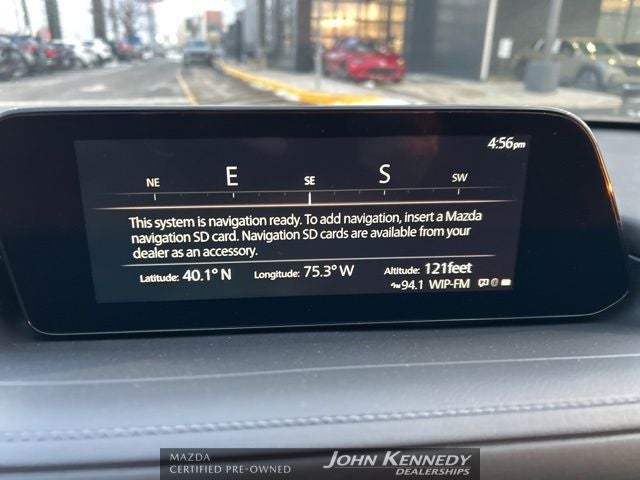 4:56pm
NE E SE S SW
This system is navigation ready. To add navigation, insert a Mazda
navigation SD card. Navigation SD cards are available from your
dealer as an accessory.
Latitude: 40.1° N Longitude: 75.3° W Altitude: 121feet
94.1 WIP-FM
MAZDA
CERTIFIED PRE-OWNED
JOHN KENNEDY
DEALERSHIPS